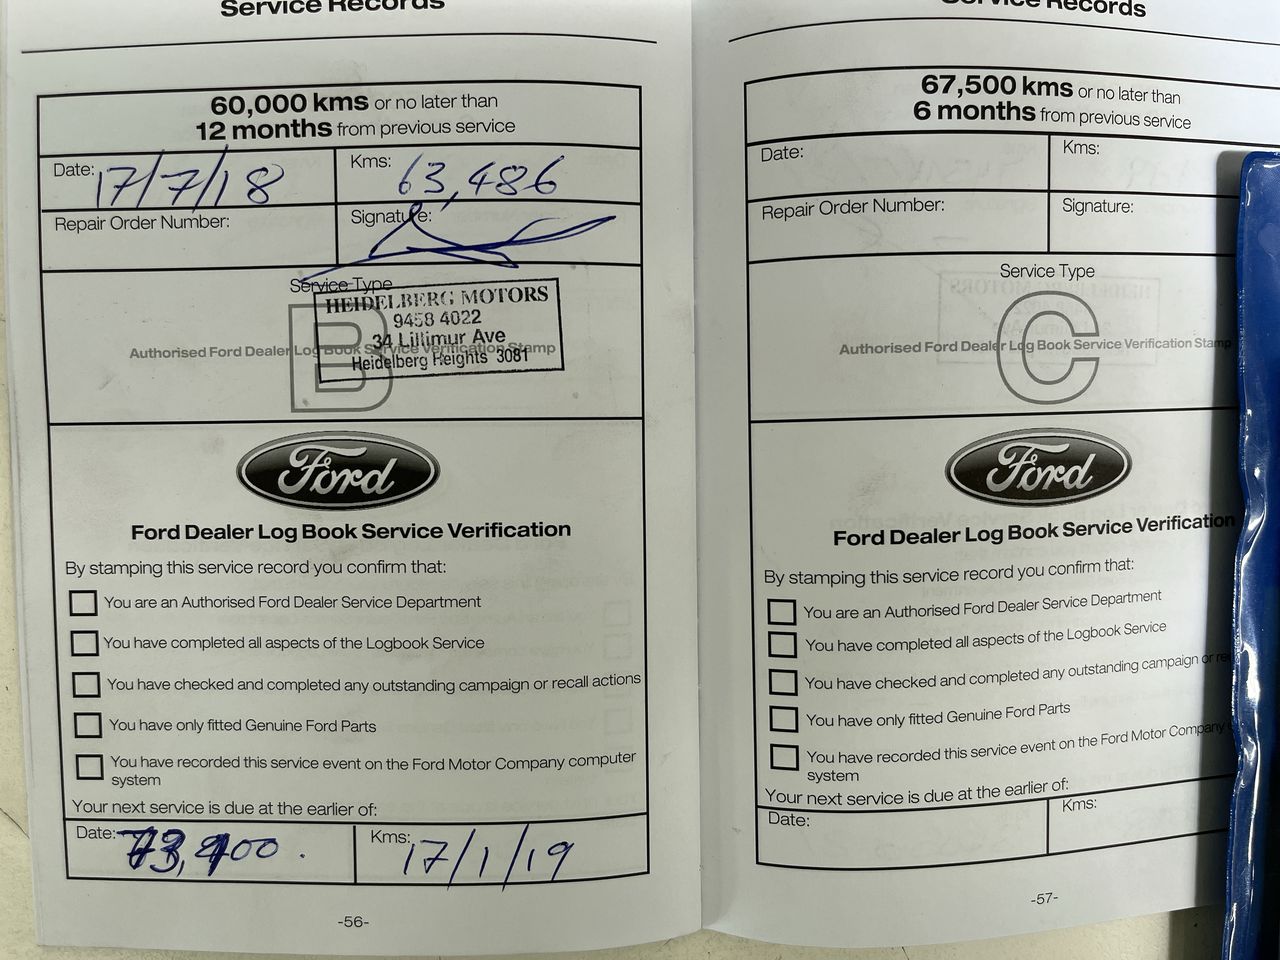 Service Records
60,000 kms or no later than
12 months from previous service
Date: 17/7/18
Kms: 63,486
Repair Order Number:
Signature:
Service Type
B
Authorised Ford Dealer Log Book Service Verification Stamp
HEIDELBERG MOTORS
9458 4022
34 Lillimur Ave
Heidelberg Heights 3081
Ford
Ford Dealer Log Book Service Verification
By stamping this service record you confirm that:
You are an Authorised Ford Dealer Service Department
You have completed all aspects of the Logbook Service
You have checked and completed any outstanding campaign or recall actions
You have only fitted Genuine Ford Parts
You have recorded this service event on the Ford Motor Company computer
system
Your next service is due at the earlier of:
Date:
Kms: 17/1/19
-56-
Service Records
67,500 kms or no later than
6 months from previous service
Date:
Kms:
Repair Order Number:
Signature:
Service Type
C
Authorised Ford Dealer Log Book Service Verification Stamp
Ford
Ford Dealer Log Book Service Verification
By stamping this service record you confirm that:
You are an Authorised Ford Dealer Service Department
You have completed all aspects of the Logbook Service
You have checked and completed any outstanding campaign or
You have only fitted Genuine Ford Parts
You have recorded this service event on the Ford Motor Company
system
Your next service is due at the earlier of:
Date:
Kms:
-57-